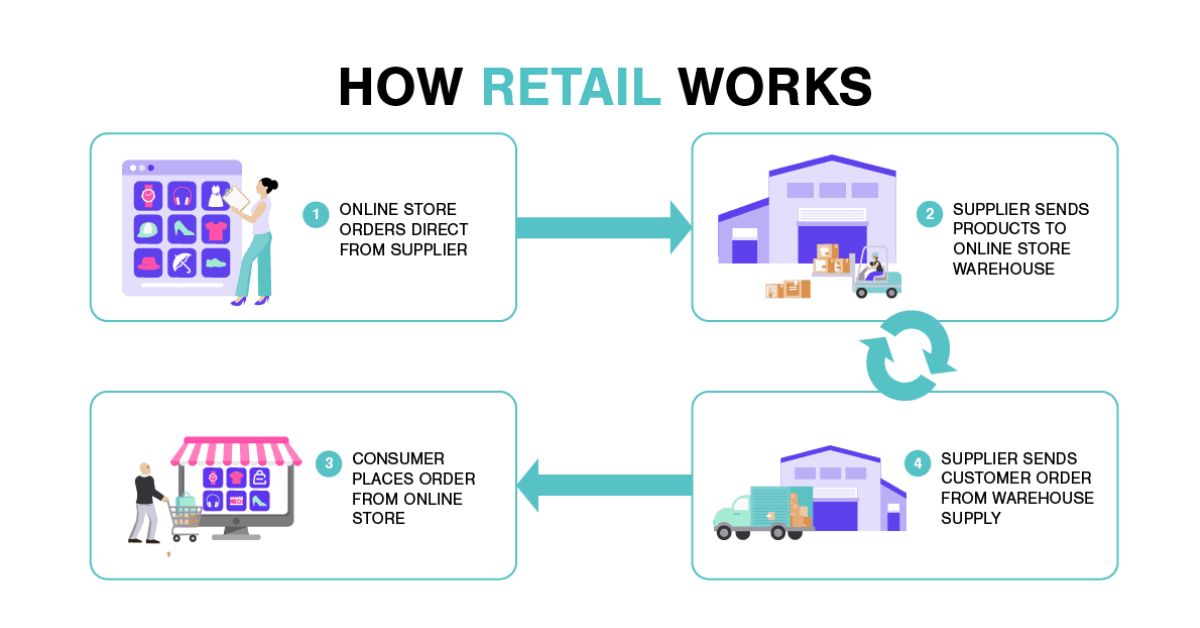 HOW RETAIL WORKS
1
ONLINE STORE
ORDERS DIRECT
FROM SUPPLIER
2
SUPPLIER SENDS
PRODUCTS TO
ONLINE STORE
WAREHOUSE
3
CONSUMER
PLACES ORDER
FROM ONLINE
STORE
4
SUPPLIER SENDS
CUSTOMER ORDER
FROM WAREHOUSE
SUPPLY